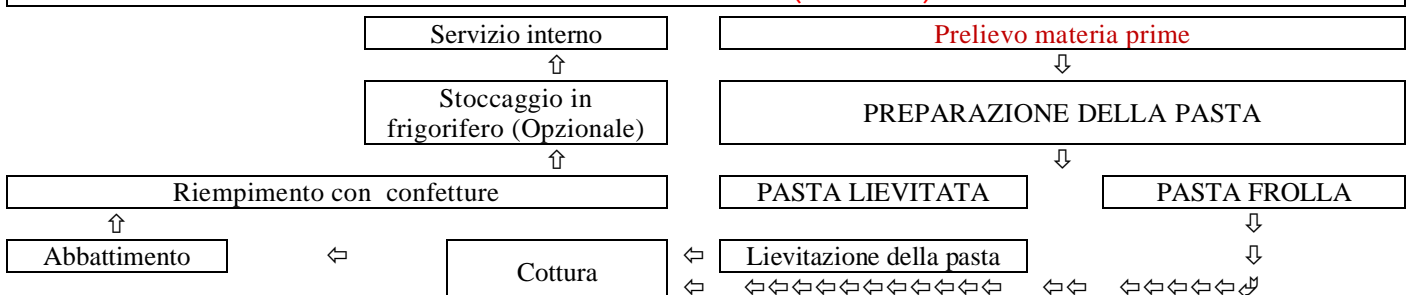 Servizio interno
Prelievo materia prime
⇧
⇩
Stoccaggio in
frigorifero (Opzionale)
PREPARAZIONE DELLA PASTA
⇧
⇩
Riempimento con confetture
PASTA LIEVITATA
PASTA FROLLA
⇧
⇩
Abbattimento
⇦
Cottura
⇦
Lievitazione della pasta
⇩
⇦ ⇦⇦⇦⇦⇦⇦⇦⇦⇦⇦⇦ ⇦⇦ ⇦⇦⇦⇦⇦⇦